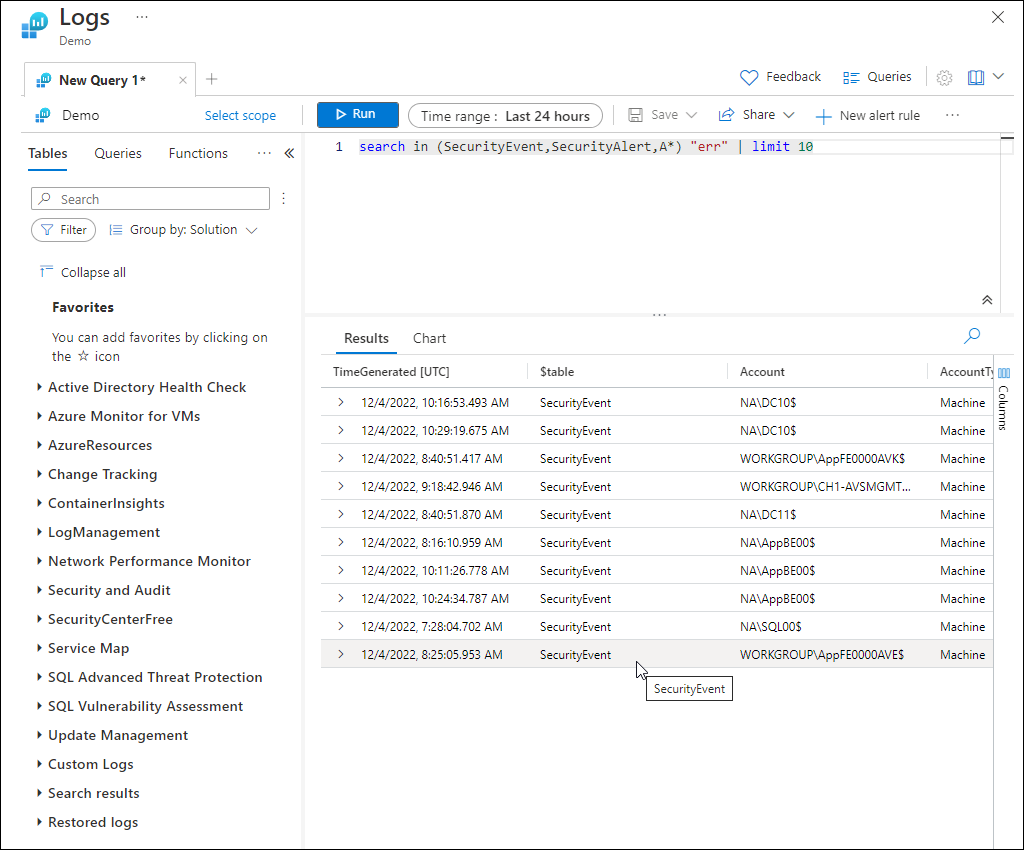 Logs ...
Demo
New Query 1*
Feedback
Queries
Demo
Select scope
Run
Time range : Last 24 hours
Save
Share
New alert rule
...
Tables Queries Functions ...
Search
Filter
Group by: Solution
Collapse all
Favorites
You can add favorites by clicking on
the ☆ icon
Active Directory Health Check
Azure Monitor for VMs
AzureResources
Change Tracking
ContainerInsights
LogManagement
Network Performance Monitor
Security and Audit
SecurityCenterFree
Service Map
SQL Advanced Threat Protection
SQL Vulnerability Assessment
Update Management
Custom Logs
Search results
Restored logs
1 search in (SecurityEvent,SecurityAlert,A*) "err" | limit 10
Results Chart
TimeGenerated [UTC] $table Account AccountTy
Columns
12/4/2022, 10:16:53.493 AM SecurityEvent NA\DC10$ Machine
12/4/2022, 10:29:19.675 AM SecurityEvent NA\DC10$ Machine
12/4/2022, 8:40:51.417 AM SecurityEvent WORKGROUP\AppFE0000AVK$ Machine
12/4/2022, 9:18:42.946 AM SecurityEvent WORKGROUP\CH1-AVSMGMT... Machine
12/4/2022, 8:40:51.870 AM SecurityEvent NA\DC11$ Machine
12/4/2022, 8:16:10.959 AM SecurityEvent NA\AppBE00$ Machine
12/4/2022, 10:11:26.778 AM SecurityEvent NA\AppBE00$ Machine
12/4/2022, 10:24:34.787 AM SecurityEvent NA\AppBE00$ Machine
12/4/2022, 7:28:04.702 AM SecurityEvent NA\SQL00$ Machine
12/4/2022, 8:25:05.953 AM SecurityEvent WORKGROUP\AppFE0000AVE$ Machine
SecurityEvent